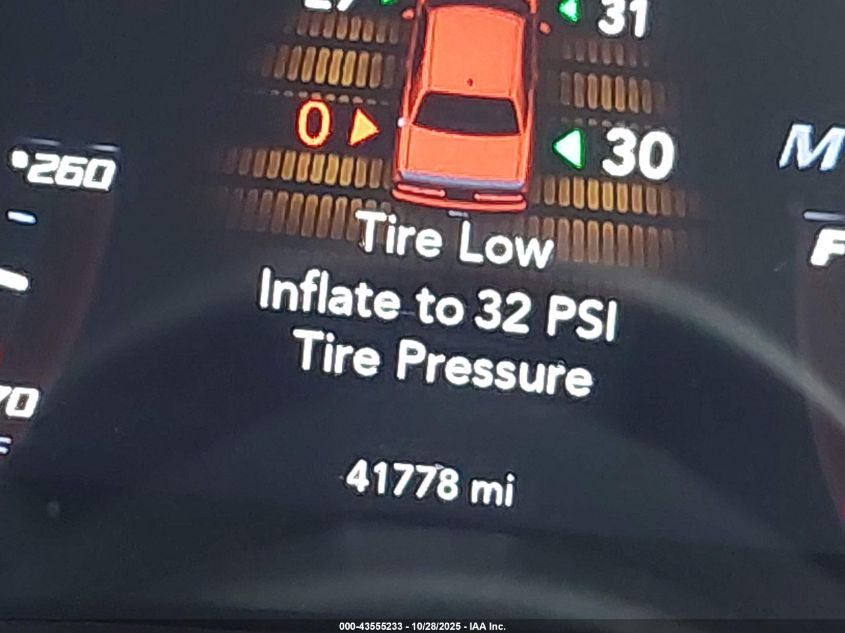 31
0 30
260
M
F
Tire Low
Inflate to 32 PSI
Tire Pressure
70
41778 mi
000-43555233 - 10/28/2025 - IAA Inc.